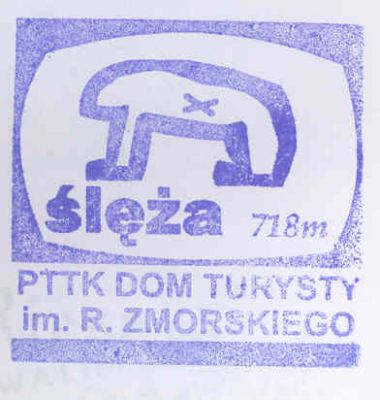 ślęża 718m
PTTK DOM TURYSTY
im. R. ZMORSKIEGO